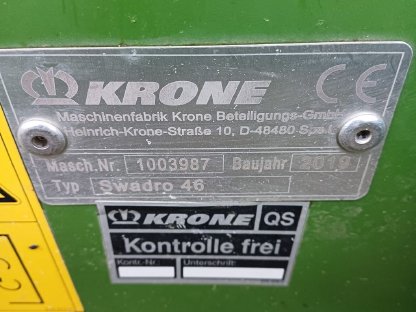 KRONE CE
Maschinenfabrik Krone Beteiligungs-GmbH
Heinrich-Krone-Straße 10, D-48480
Masch.Nr. 1003987 Baujahr 2019
Typ Swadro 46
KRONE QS
Kontrolle frei
Kontr.-Nr.: Unterschrift: